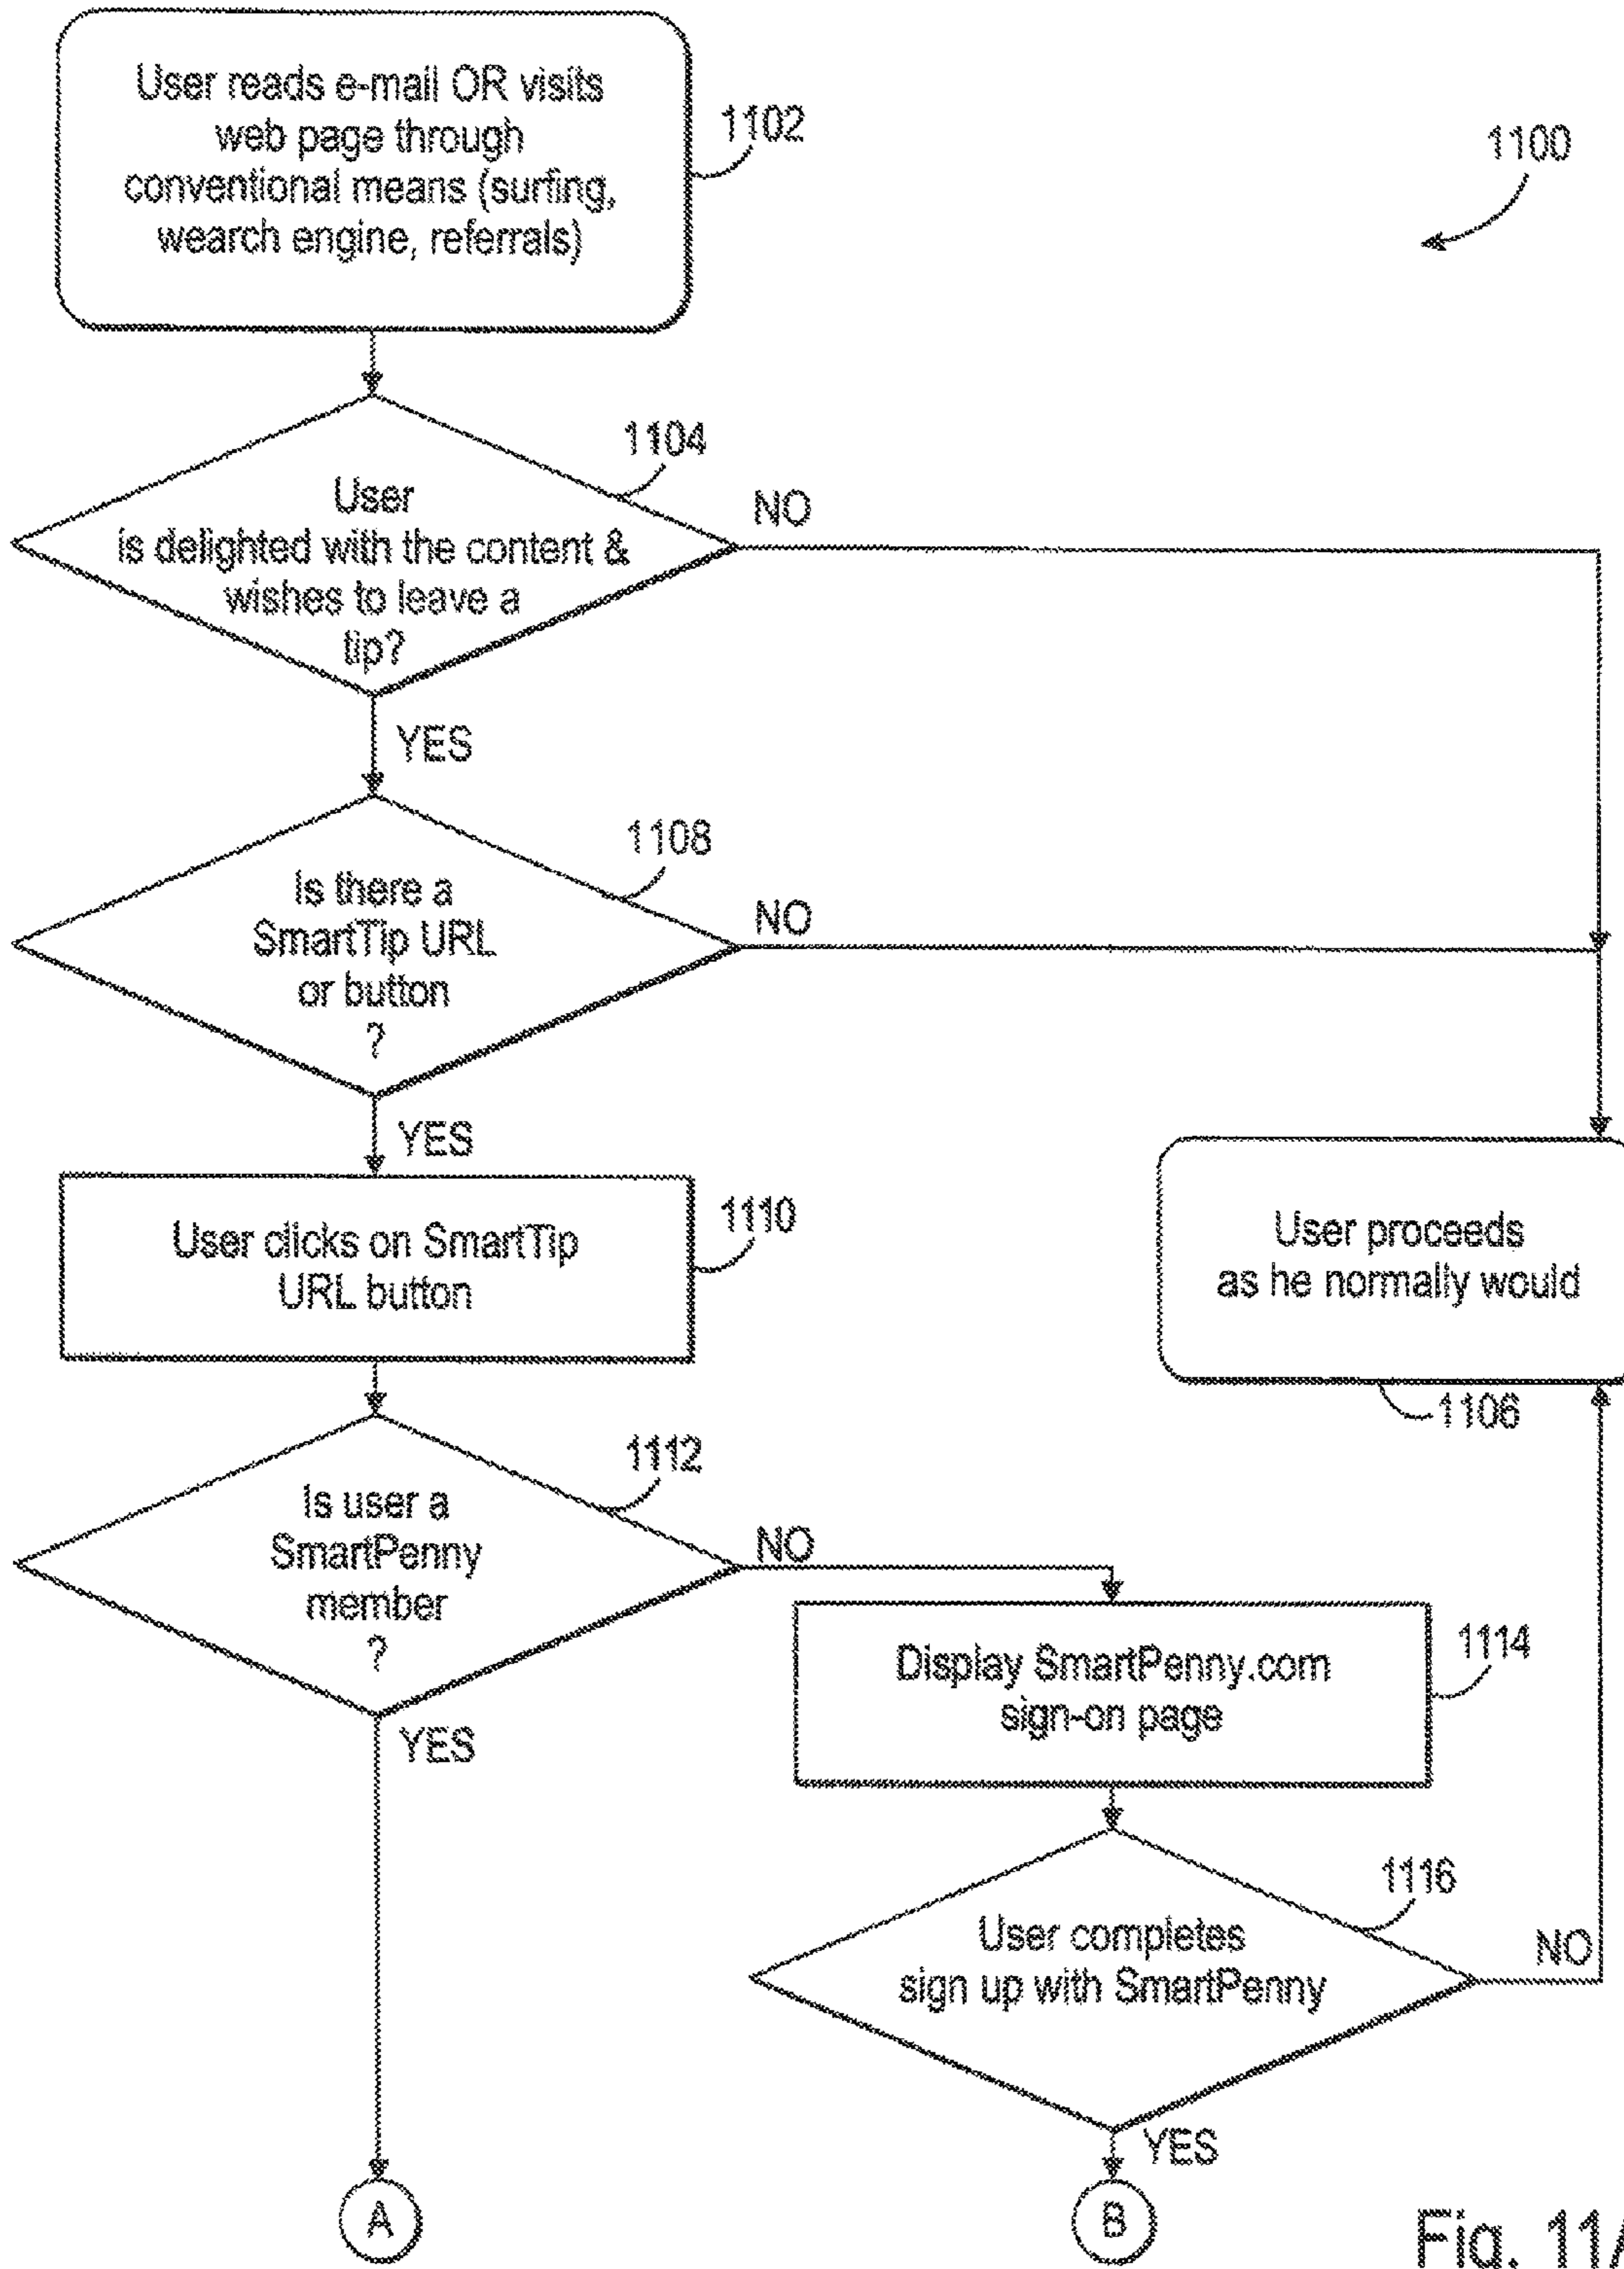 User reads e-mail OR visits
web page through
conventional means (surfing,
wearch engine, referrals)
1102
1100
1104
User
is delighted with the content &
wishes to leave a
tip?
NO
YES
1108
Is there a
SmartTip URL
or button
?
NO
YES
User clicks on SmartTip
URL button
1110
User proceeds
as he normally would
1106
1112
Is user a
SmartPenny
member
?
NO
YES
Display SmartPenny.com
sign-on page
1114
1116
User completes
sign up with SmartPenny
NO
YES
A
B
Fig. 11A